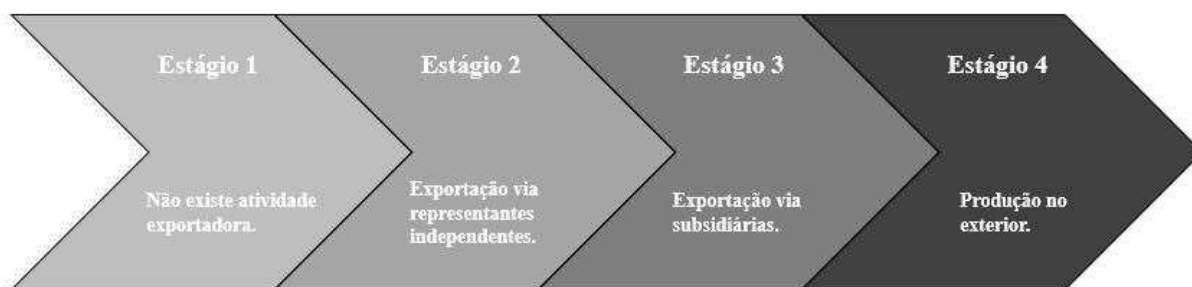 Estágio 1
Não existe atividade
exportadora.
Estágio 2
Exportação via
representantes
independentes.
Estágio 3
Exportação via
subsidiárias.
Estágio 4
Produção no
exterior.